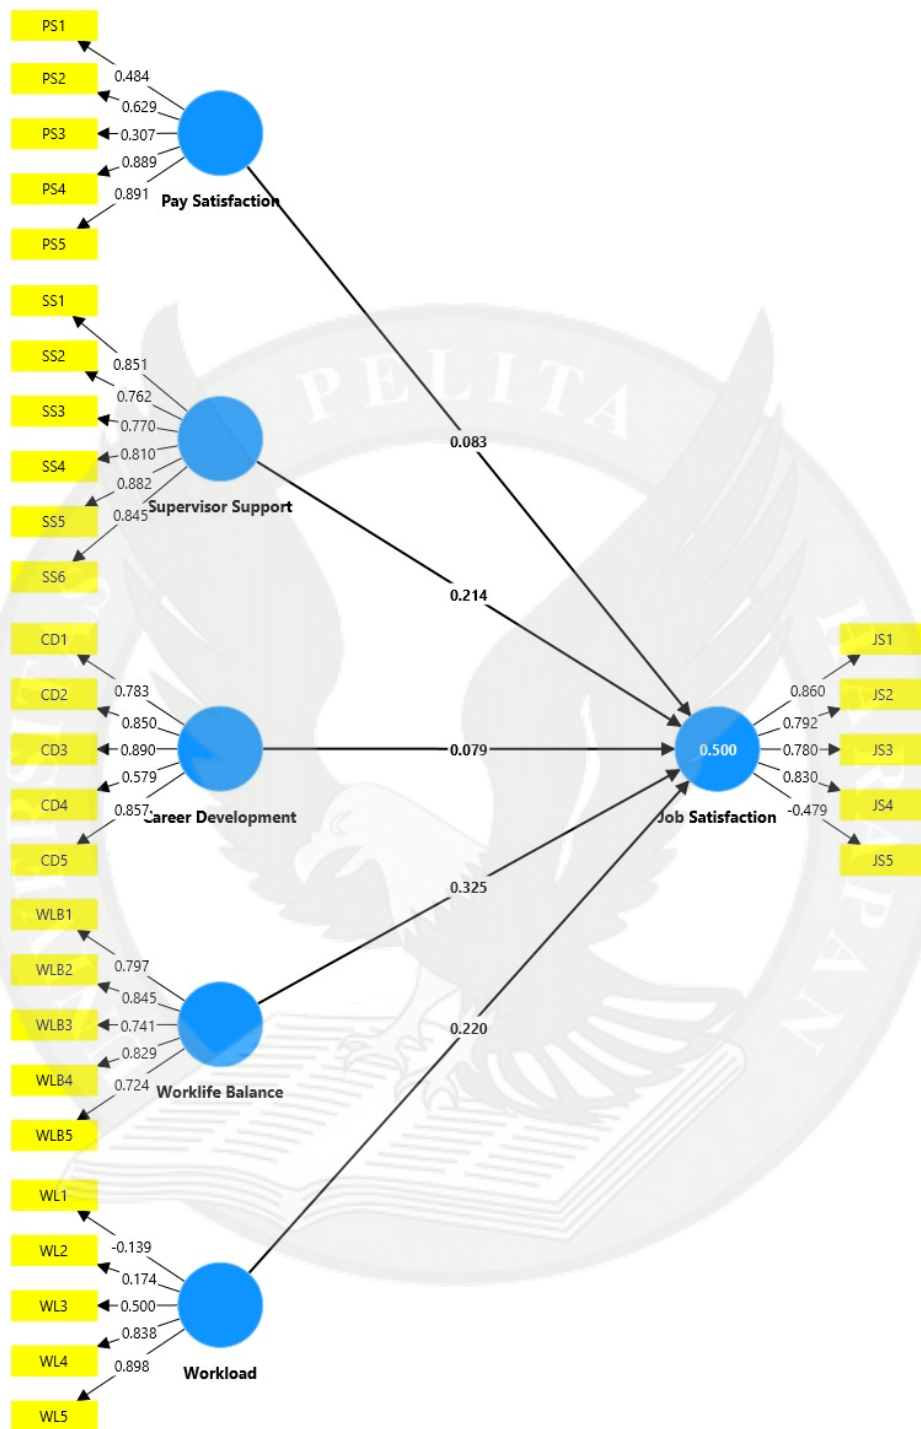 PS1
0.484
PS2
0.629
PS3
0.307
PS4
0.889
PS5
0.891
Pay Satisfaction
SS1
0.851
SS2
0.762
SS3
0.770
SS4
0.810
SS5
0.882
SS6
0.845
Supervisor Support
CD1
0.783
CD2
0.850
CD3
0.890
CD4
0.579
CD5
0.857
Career Development
WLB1
0.797
WLB2
0.845
WLB3
0.741
WLB4
0.829
WLB5
0.724
Worklife Balance
WL1
-0.139
WL2
0.174
WL3
0.500
WL4
0.838
WL5
0.898
Workload
0.083
0.214
0.079
0.325
0.220
0.500
Job Satisfaction
0.860
JS1
0.792
JS2
0.780
JS3
0.830
JS4
-0.479
JS5
UNIVERSITAS PELITA HARAPAN